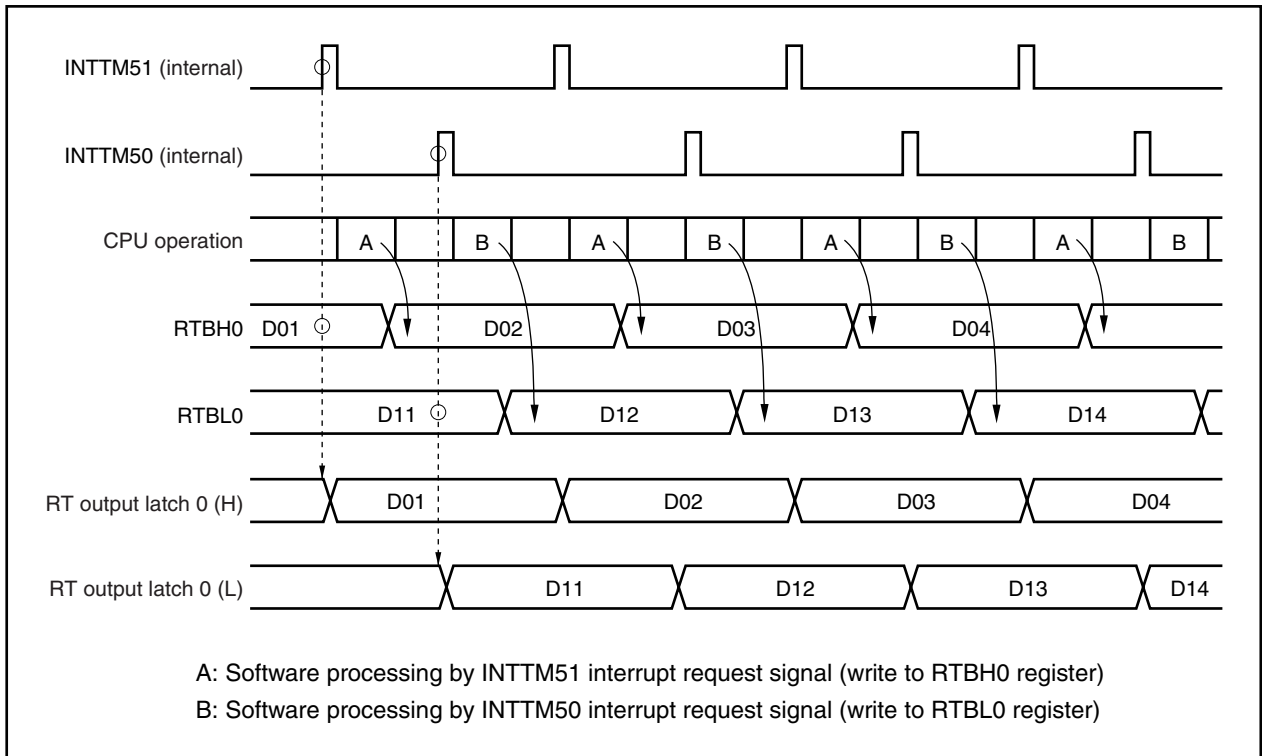 INTTM51 (internal)
INTTM50 (internal)
CPU operation A B A B A B A B
RTBH0 D01 D02 D03 D04
RTBL0 D11 D12 D13 D14
RT output latch 0 (H) D01 D02 D03 D04
RT output latch 0 (L) D11 D12 D13 D14
A: Software processing by INTTM51 interrupt request signal (write to RTBH0 register)
B: Software processing by INTTM50 interrupt request signal (write to RTBL0 register)